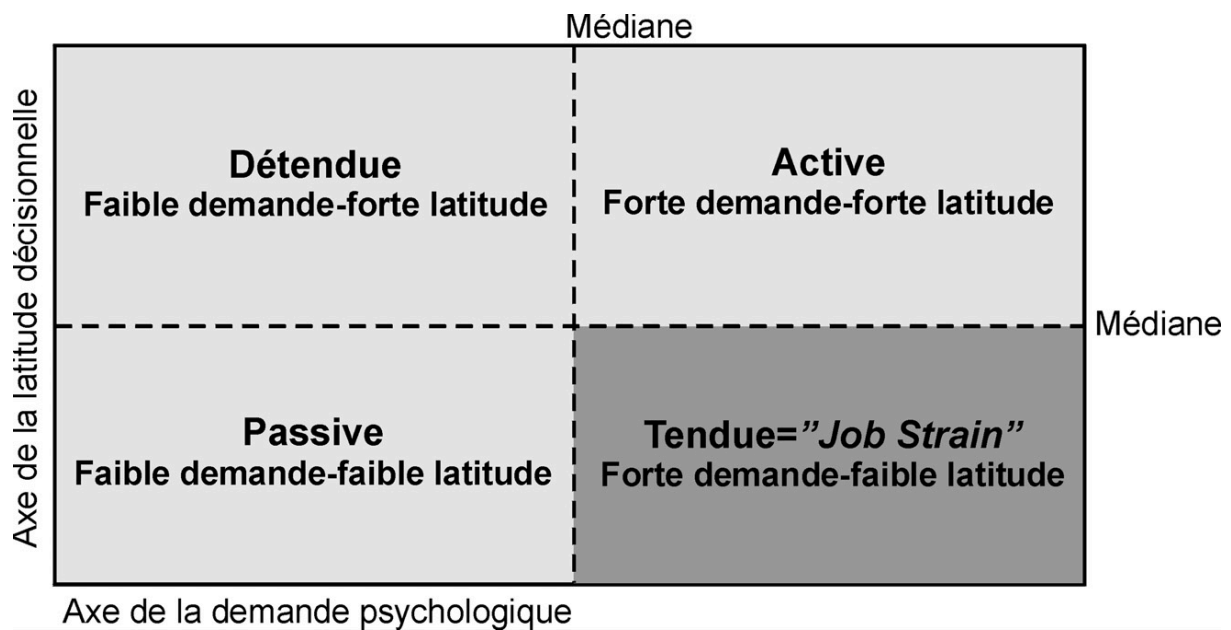 Médiane
Axe de la latitude décisionnelle
Détendue
Faible demande-forte latitude
Active
Forte demande-forte latitude
Médiane
Passive
Faible demande-faible latitude
Tendue=”Job Strain”
Forte demande-faible latitude
Axe de la demande psychologique